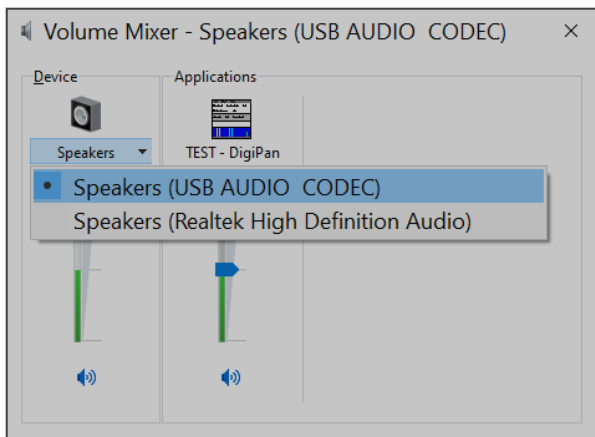 Volume Mixer - Speakers (USB AUDIO  CODEC)
Device
Applications
Speakers
TEST - DigiPan
Speakers (USB AUDIO  CODEC)
Speakers (Realtek High Definition Audio)